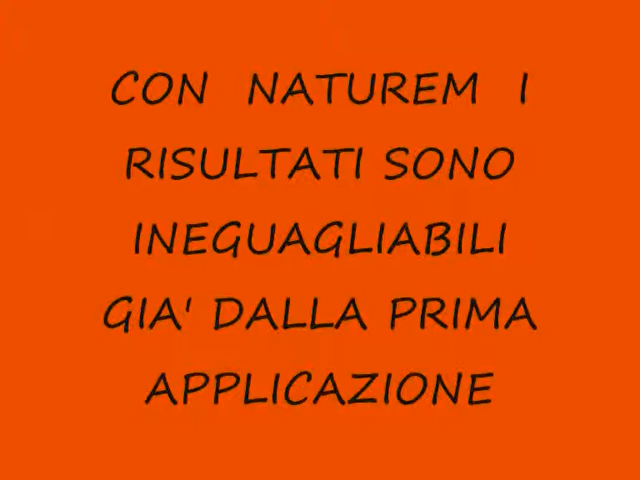 CON NATUREM I
RISULTATI SONO
INEGUAGLIABILI
GIA' DALLA PRIMA
APPLICAZIONE